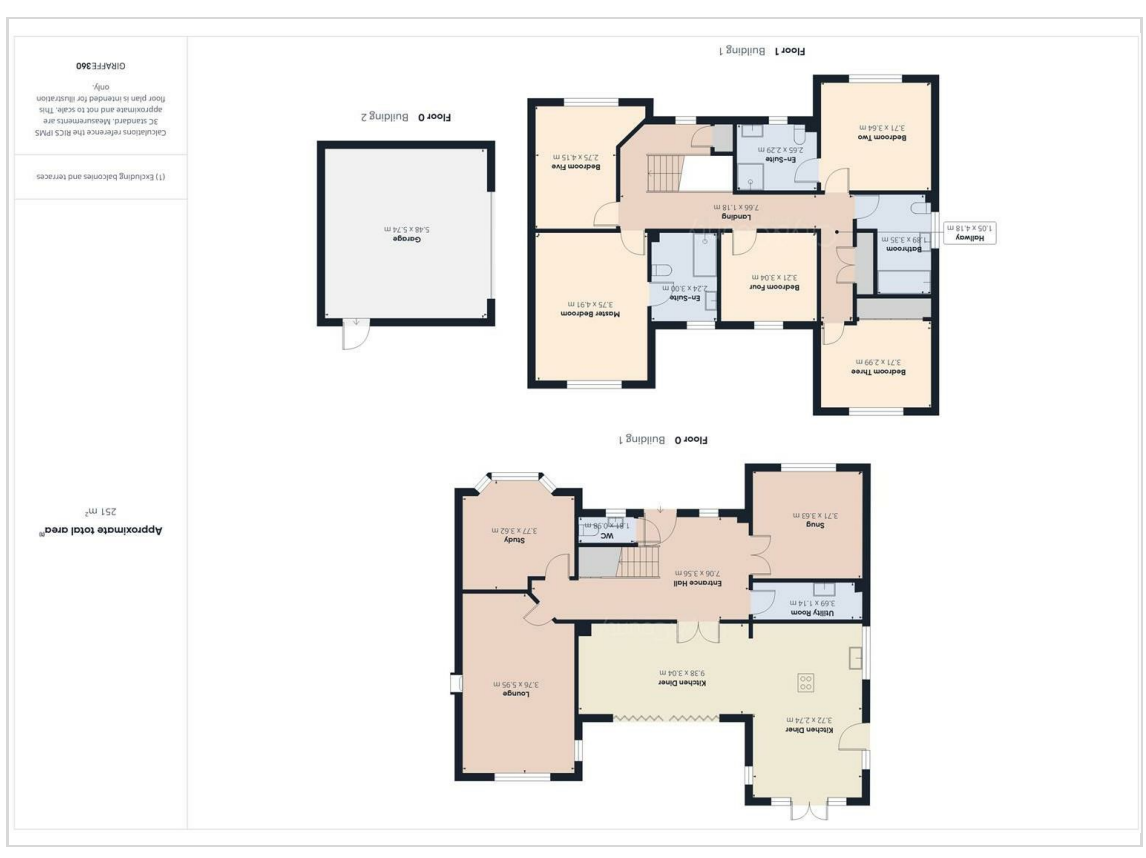 Kitchen Diner
3.72 x 2.74 m
Kitchen Diner
9.38 x 3.04 m
Lounge
3.76 x 5.95 m
Utility Room
3.69 x 1.14 m
Entrance Hall
7.06 x 3.56 m
Snug
3.71 x 3.63 m
WC
1.81 x 0.98 m
Study
3.77 x 3.62 m
Floor 0 Building 1
Bedroom Three
3.71 x 2.99 m
Master Bedroom
3.75 x 4.91 m
Bedroom Four
3.21 x 3.04 m
En-Suite
2.24 x 3.00 m
Hallway
1.05 x 4.18 m
Bathroom
1.89 x 3.35 m
Landing
7.66 x 1.18 m
Bedroom Two
3.71 x 3.64 m
En-Suite
2.65 x 2.29 m
Bedroom Five
2.75 x 4.15 m
Floor 1 Building 1
Garage
5.48 x 5.74 m
Floor 0 Building 2
Approximate total area⁽¹⁾
251 m²
(1) Excluding balconies and terraces
Calculations reference the RICS IPMS
3C standard. Measurements are
approximate and not to scale. This
floor plan is intended for illustration
only.
GIRAFFE360